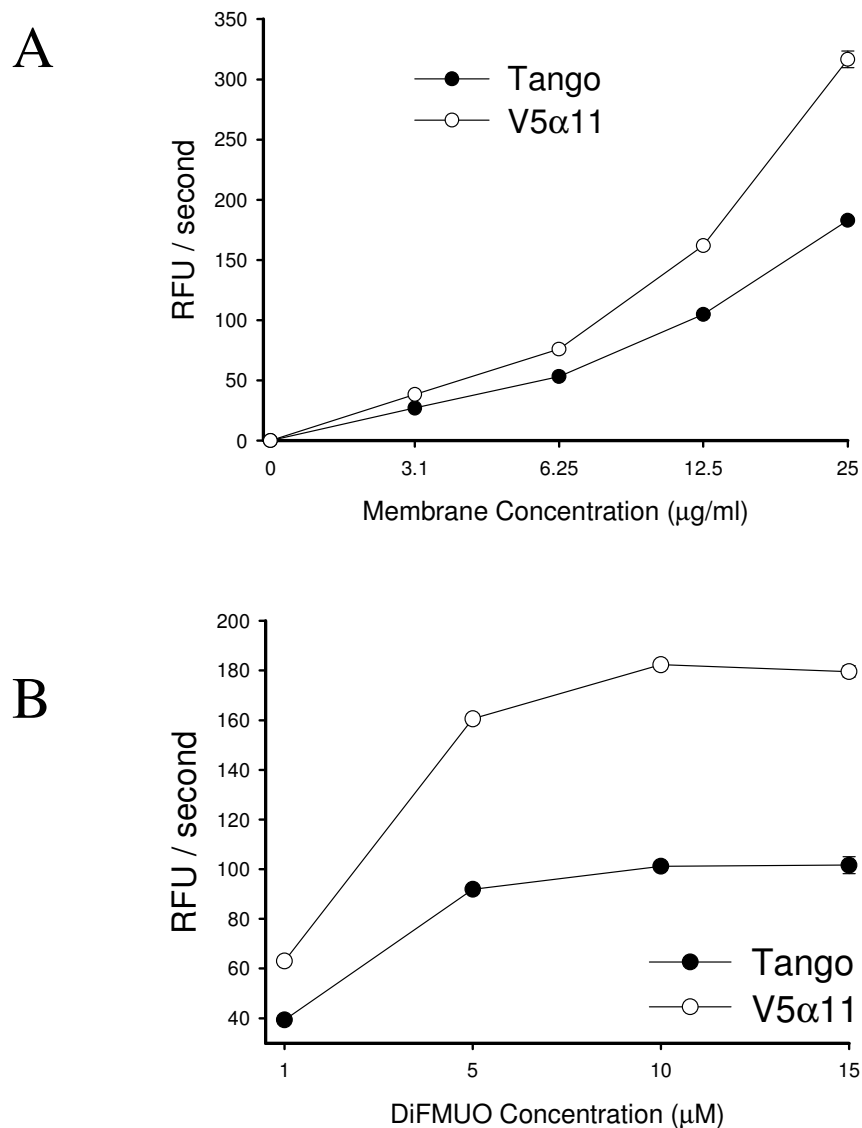 A
350
300
250
200
150
100
50
0
RFU / second
Tango
V5α11
0 3.1 6.25 12.5 25
Membrane Concentration (μg/ml)
B
200
180
160
140
120
100
80
60
40
RFU / second
Tango
V5α11
1 5 10 15
DiFMUO Concentration (μM)